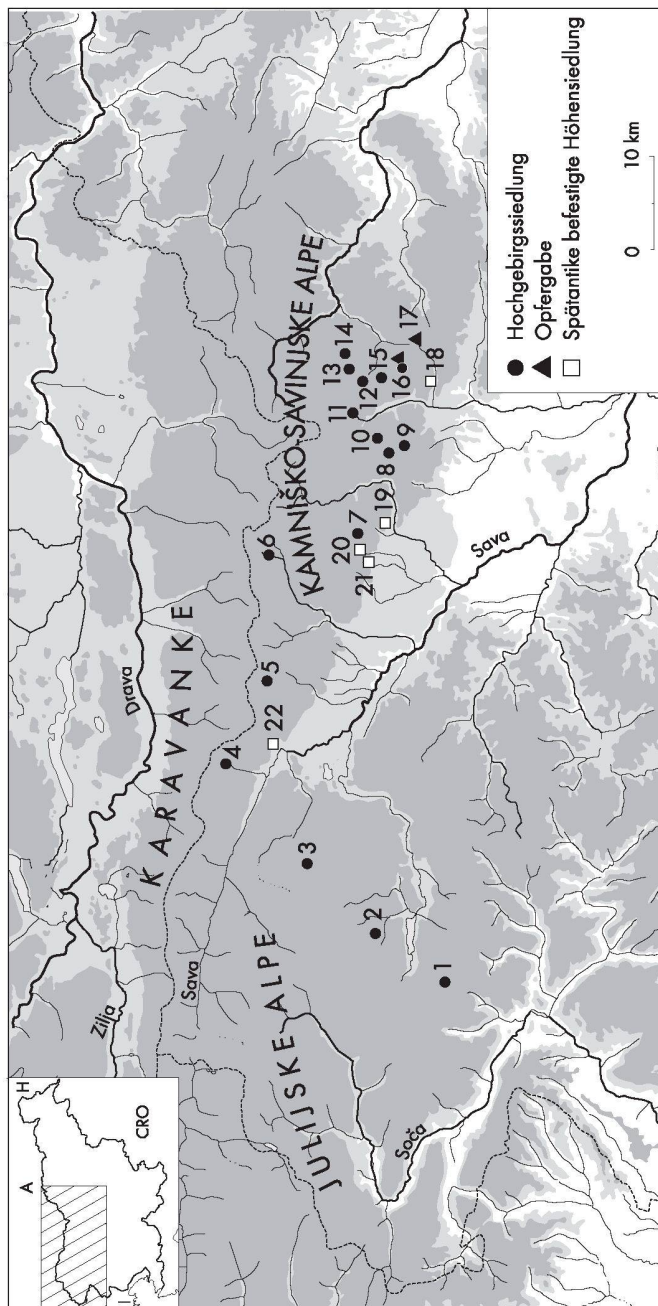 A
H
CRO
I
Zilja
Drava
Sava
KARAVANKE
JULIJSKE ALPE
Soča
KAMNIŠKO SAVINJSKE ALPE
Sava
1
2
3
4
5
6
7
8
9
10
11
12
13
14
15
16
17
18
19
20
21
22
● Hochgebirgssiedlung
▲ Opfergabe
□ Spätantike befestigte Höhensiedlung
0 10 km